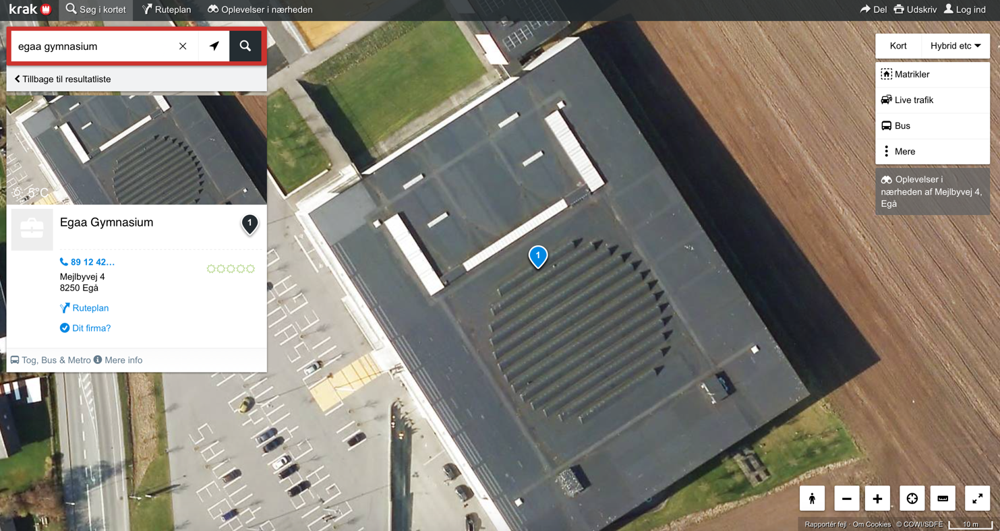 krak
Søg i kortet
Ruteplan
Oplevelser i nærheden
Del
Udskriv
Log ind
egaa gymnasium
Tillbage til resultatliste
5°C
Egaa Gymnasium
1
89 12 42...
Mejlbyvej 4
8250 Egå
Ruteplan
Dit firma?
Tog, Bus & Metro
Mere info
1
Kort
Hybrid etc
Matrikler
Live trafik
Bus
Mere
Oplevelser i
nærheden af Mejlbyvej 4,
Egå
Rapportér fejl · Om Cookies © COWI/SDFE
10 m